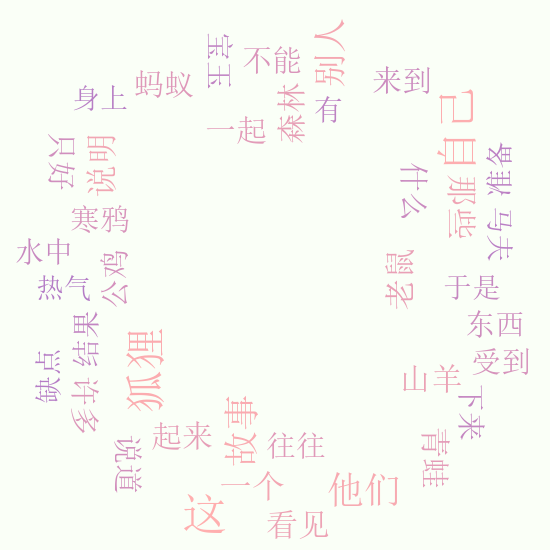 宝玉
不能
别人
来到
蚂蚁
身上
森林
有
自己
一起
只好
说明
准备
什么
那些
寒鸦
马夫
水中
公鸡
老鼠
热气
于是
结果
东西
狐狸
缺点
受到
山羊
多步
下来
故事
起来
往往
青蛙
说道
一个
他们
这
看见